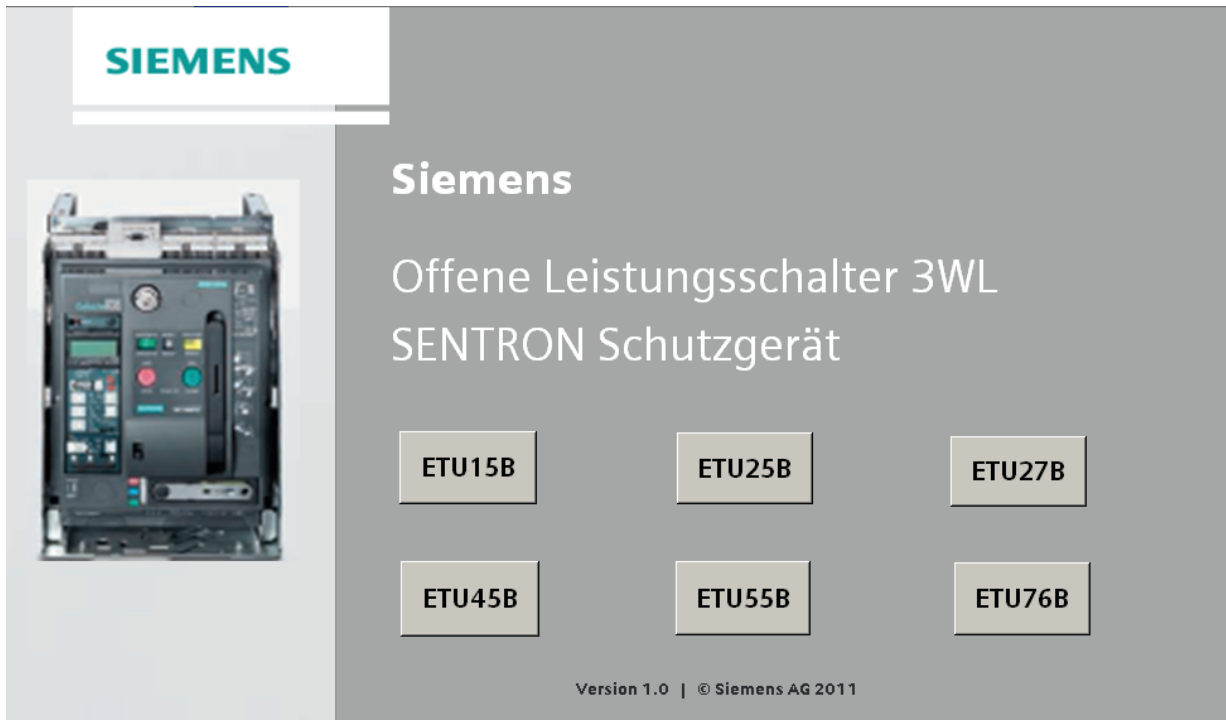 SIEMENS
Siemens
Offene Leistungsschalter 3WL
SENTRON Schutzgerät
ETU15B
ETU25B
ETU27B
ETU45B
ETU55B
ETU76B
Version 1.0 | © Siemens AG 2011